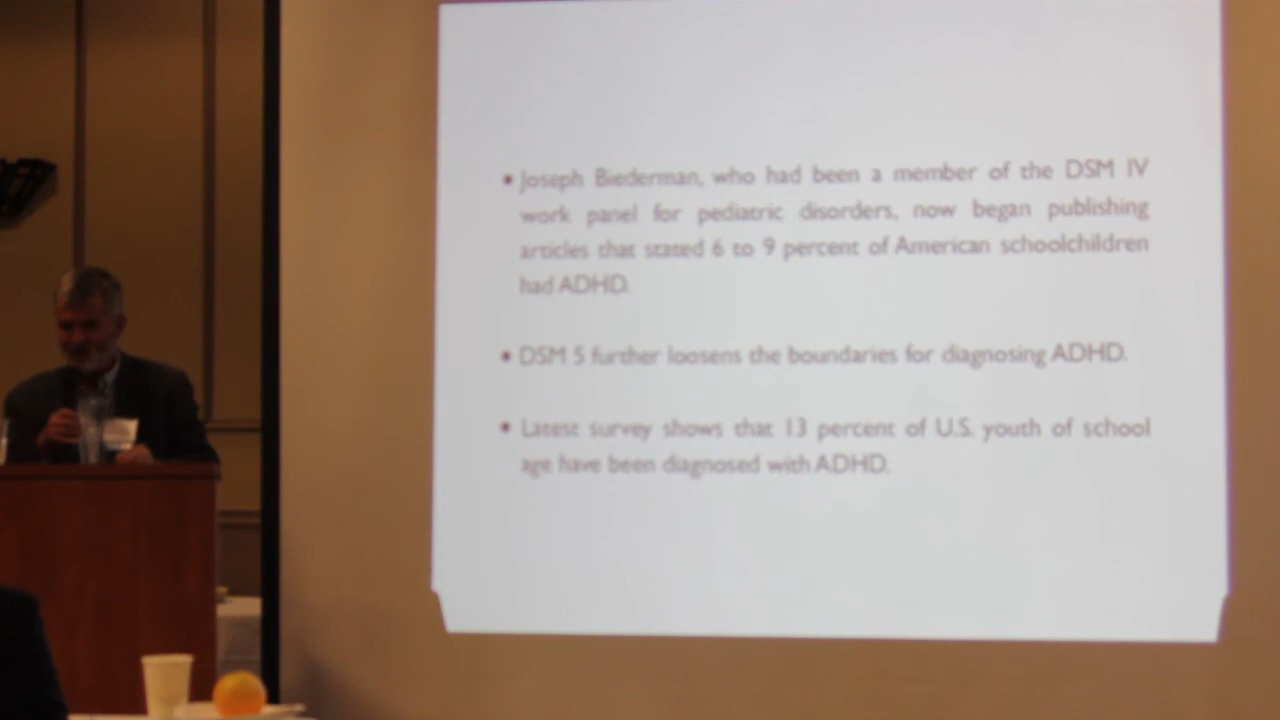 • Joseph Biederman, who had been a member of the DSM IV
work panel for pediatric disorders, now began publishing
articles that stated 6 to 9 percent of American schoolchildren
had ADHD.
• DSM 5 further loosens the boundaries for diagnosing ADHD.
• Latest survey shows that 13 percent of U.S. youth of school
age have been diagnosed with ADHD.